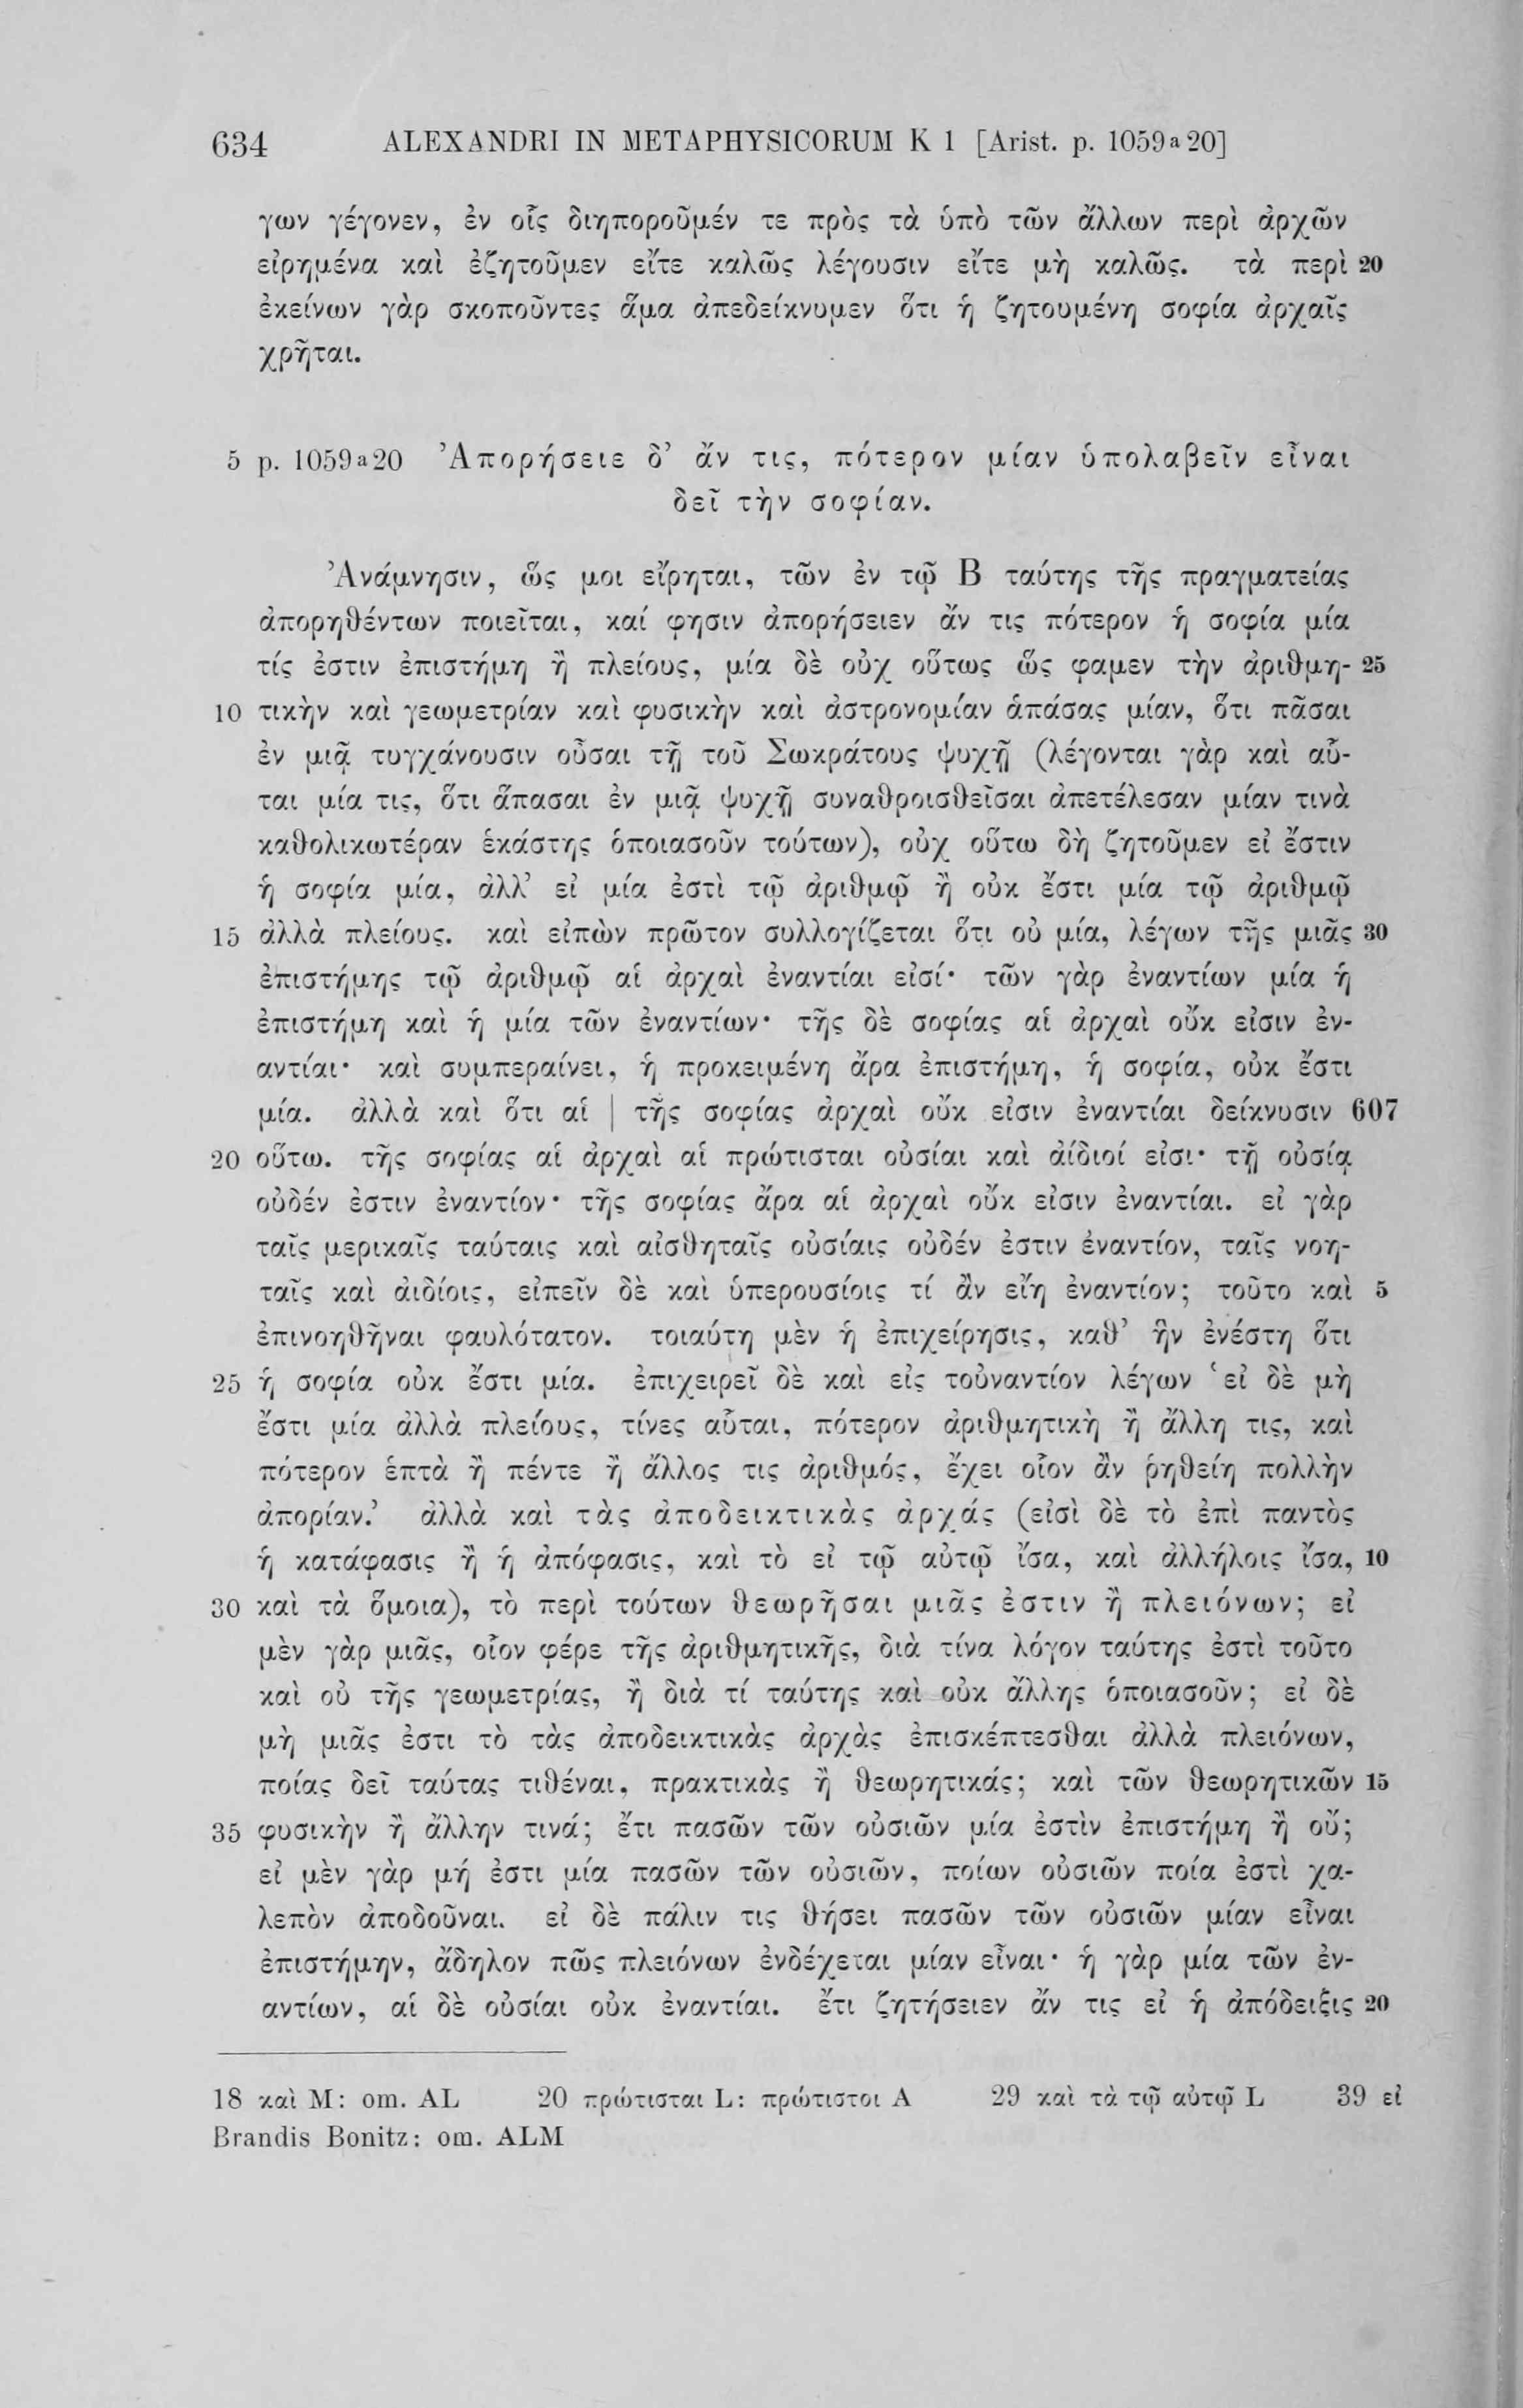 634 ALEXANDRI IN METAPHYSICORUM K 1 [Arist. p. 1059a20]
γων γέγονεν, ἐν οἷς διηποροῦμέν τε πρὸς τὰ ὑπὸ τῶν ἄλλων περὶ ἀρχῶν
εἰρημένα καὶ ἐζητοῦμεν εἴτε καλῶς λέγουσιν εἴτε μὴ καλῶς. τὰ περὶ 20
ἐκείνων γὰρ σκοποῦντες ἅμα ἀπεδείκνυμεν ὅτι ἡ ζητουμένη σοφία ἀρχαῖς
χρῆται.
5 p. 1059a20 Ἀπορήσειε δ’ ἄν τις, πότερον μίαν ὑπολαβεῖν εἶναι
δεῖ τὴν σοφίαν.
Ἀνάμνησιν, ὥς μοι εἴρηται, τῶν ἐν τῷ Β ταύτης τῆς πραγματείας
ἀπορηθέντων ποιεῖται, καί φησιν ἀπορήσειεν ἄν τις πότερον ἡ σοφία μία
τίς ἐστιν ἐπιστήμη ἢ πλείους, μία δὲ οὐχ οὕτως ὥς φαμεν τὴν ἀριθμη- 25
10 τικὴν καὶ γεωμετρίαν καὶ φυσικὴν καὶ ἀστρονομίαν ἁπάσας μίαν, ὅτι πᾶσαι
ἐν μιᾷ τυγχάνουσιν οὖσαι τῇ τοῦ Σωκράτους ψυχῇ (λέγονται γὰρ καὶ αὗ-
ται μία τις, ὅτι ἅπασαι ἐν μιᾷ ψυχῇ συναθροισθεῖσαι ἀπετέλεσαν μίαν τινὰ
καθολικωτέραν ἑκάστης ὁποιασοῦν τούτων), οὐχ οὕτω δὴ ζητοῦμεν εἰ ἔστιν
ἡ σοφία μία, ἀλλ’ εἰ μία ἐστὶ τῷ ἀριθμῷ ἢ οὐκ ἔστι μία τῷ ἀριθμῷ
15 ἀλλὰ πλείους. καὶ εἰπὼν πρῶτον συλλογίζεται ὅτι οὐ μία, λέγων τῆς μιᾶς 30
ἐπιστήμης τῷ ἀριθμῷ αἱ ἀρχαὶ ἐναντίαι εἰσί· τῶν γὰρ ἐναντίων μία ἡ
ἐπιστήμη καὶ ἡ μία τῶν ἐναντίων· τῆς δὲ σοφίας αἱ ἀρχαὶ οὔκ εἰσιν ἐν-
αντίαι· καὶ συμπεραίνει, ἡ προκειμένη ἄρα ἐπιστήμη, ἡ σοφία, οὐκ ἔστι
μία. ἀλλὰ καὶ ὅτι αἱ | τῆς σοφίας ἀρχαὶ οὔκ εἰσιν ἐναντίαι δείκνυσιν 607
20 οὕτω. τῆς σοφίας αἱ ἀρχαὶ αἱ πρώτισται οὐσίαι καὶ ἀίδιοί εἰσι· τῇ οὐσίᾳ
οὐδέν ἐστιν ἐναντίον· τῆς σοφίας ἄρα αἱ ἀρχαὶ οὔκ εἰσιν ἐναντίαι. εἰ γὰρ
ταῖς μερικαῖς ταύταις καὶ αἰσθηταῖς οὐσίαις οὐδέν ἐστιν ἐναντίον, ταῖς νοη-
ταῖς καὶ ἀιδίοις, εἰπεῖν δὲ καὶ ὑπερουσίοις τί ἂν εἴη ἐναντίον; τοῦτο καὶ 5
ἐπινοηθῆναι φαυλότατον. τοιαύτη μὲν ἡ ἐπιχείρησις, καθ’ ἣν ἐνέστη ὅτι
25 ἡ σοφία οὐκ ἔστι μία. ἐπιχειρεῖ δὲ καὶ εἰς τοὐναντίον λέγων ‘εἰ δὲ μὴ
ἔστι μία ἀλλὰ πλείους, τίνες αὗται, πότερον ἀριθμητικὴ ἢ ἄλλη τις, καὶ
πότερον ἑπτὰ ἢ πέντε ἢ ἄλλος τις ἀριθμός, ἔχει οἷον ἂν ῥηθείη πολλὴν
ἀπορίαν.’ ἀλλὰ καὶ τὰς ἀποδεικτικὰς ἀρχάς (εἰσὶ δὲ τὸ ἐπὶ παντὸς
ἡ κατάφασις ἢ ἡ ἀπόφασις, καὶ τὸ εἰ τῷ αὐτῷ ἴσα, καὶ ἀλλήλοις ἴσα, 10
30 καὶ τὰ ὅμοια), τὸ περὶ τούτων θεωρῆσαι μιᾶς ἐστιν ἢ πλειόνων; εἰ
μὲν γὰρ μιᾶς, οἷον φέρε τῆς ἀριθμητικῆς, διὰ τίνα λόγον ταύτης ἐστὶ τοῦτο
καὶ οὐ τῆς γεωμετρίας, ἢ διὰ τί ταύτης καὶ οὐκ ἄλλης ὁποιασοῦν; εἰ δὲ
μὴ μιᾶς ἐστι τὸ τὰς ἀποδεικτικὰς ἀρχὰς ἐπισκέπτεσθαι ἀλλὰ πλειόνων,
ποίας δεῖ ταύτας τιθέναι, πρακτικὰς ἢ θεωρητικάς; καὶ τῶν θεωρητικῶν 15
35 φυσικὴν ἢ ἄλλην τινά; ἔτι πασῶν τῶν οὐσιῶν μία ἐστὶν ἐπιστήμη ἢ οὔ;
εἰ μὲν γὰρ μή ἐστι μία πασῶν τῶν οὐσιῶν, ποίων οὐσιῶν ποία ἐστὶ χα-
λεπὸν ἀποδοῦναι. εἰ δὲ πάλιν τις θήσει πασῶν τῶν οὐσιῶν μίαν εἶναι
ἐπιστήμην, ἄδηλον πῶς πλειόνων ἐνδέχεται μίαν εἶναι· ἡ γὰρ μία τῶν ἐν-
αντίων, αἱ δὲ οὐσίαι οὐκ ἐναντίαι. ἔτι ζητήσειεν ἄν τις εἰ ἡ ἀπόδειξις 20
18 καὶ M: om. AL 20 πρώτισται L: πρώτιστοι A 29 καὶ τὰ τῷ αὐτῷ L 39 εἰ
Brandis Bonitz: om. ALM